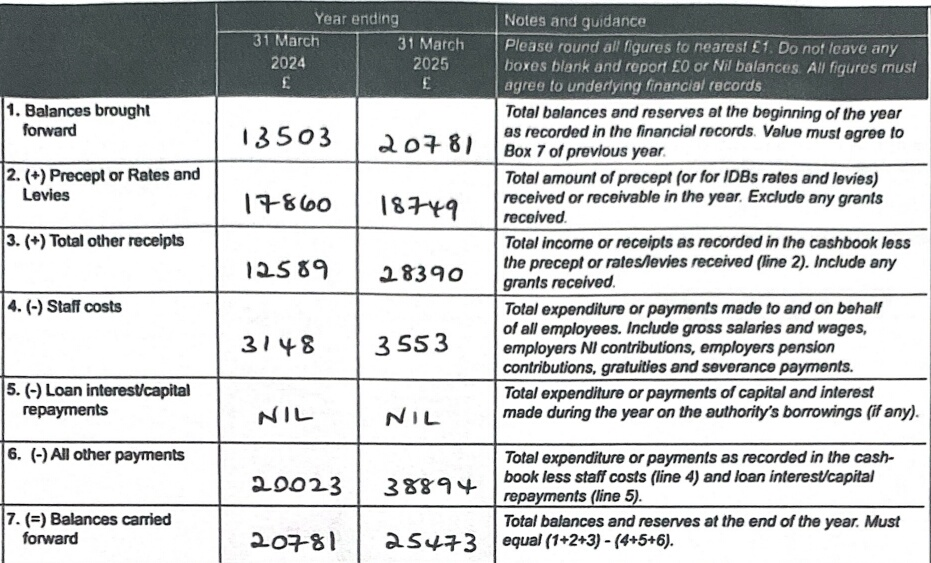 Year ending
Notes and guidance
31 March 2024 £
31 March 2025 £
Please round all figures to nearest £1. Do not leave any
boxes blank and report £0 or Nil balances. All figures must
agree to underlying financial records
1. Balances brought
forward
13503
20781
Total balances and reserves at the beginning of the year
as recorded in the financial records. Value must agree to
Box 7 of previous year.
2. (+) Precept or Rates and
Levies
17860
18749
Total amount of precept (or for IDBs rates and levies)
received or receivable in the year. Exclude any grants
received.
3. (+) Total other receipts
12589
28390
Total income or receipts as recorded in the cashbook less
the precept or rates/levies received (line 2). Include any
grants received.
4. (-) Staff costs
3148
3553
Total expenditure or payments made to and on behalf
of all employees. Include gross salaries and wages,
employers NI contributions, employers pension
contributions, gratuities and severance payments.
5. (-) Loan interest/capital
repayments
NIL
NIL
Total expenditure or payments of capital and interest
made during the year on the authority's borrowings (if any).
6. (-) All other payments
20023
38894
Total expenditure or payments as recorded in the cash-
book less staff costs (line 4) and loan interest/capital
repayments (line 5).
7. (=) Balances carried
forward
20781
25473
Total balances and reserves at the end of the year. Must
equal (1+2+3) - (4+5+6).